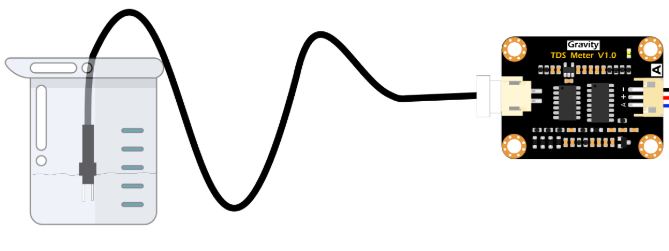 Gravity
TDS Meter V1.0
A
- + A